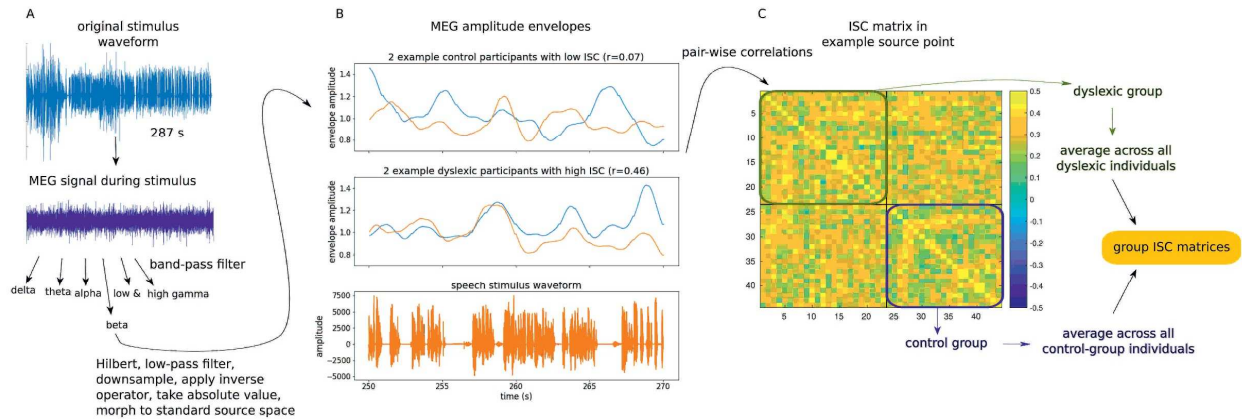 A
original stimulus
waveform
287 s
MEG signal during stimulus
band-pass filter
delta
theta
alpha
low &
high gamma
beta
Hilbert, low-pass filter,
downsample, apply inverse
operator, take absolute value,
morph to standard source space
B
MEG amplitude envelopes
2 example control participants with low ISC (r=0.07)
envelope amplitude
1.4
1.2
1.0
0.8
2 example dyslexic participants with high ISC (r=0.46)
envelope amplitude
1.4
1.2
1.0
0.8
speech stimulus waveform
amplitude
7500
5000
2500
0
−2500
−5000
250
255
260
265
270
time (s)
pair-wise correlations
C
ISC matrix in
example source point
5
10
15
20
25
30
35
40
5
10
15
20
25
30
35
40
0.5
0.4
0.3
0.2
0.1
0
-0.1
-0.2
-0.3
-0.4
-0.5
dyslexic group
average across all
dyslexic individuals
group ISC matrices
control group
average across all
control-group individuals